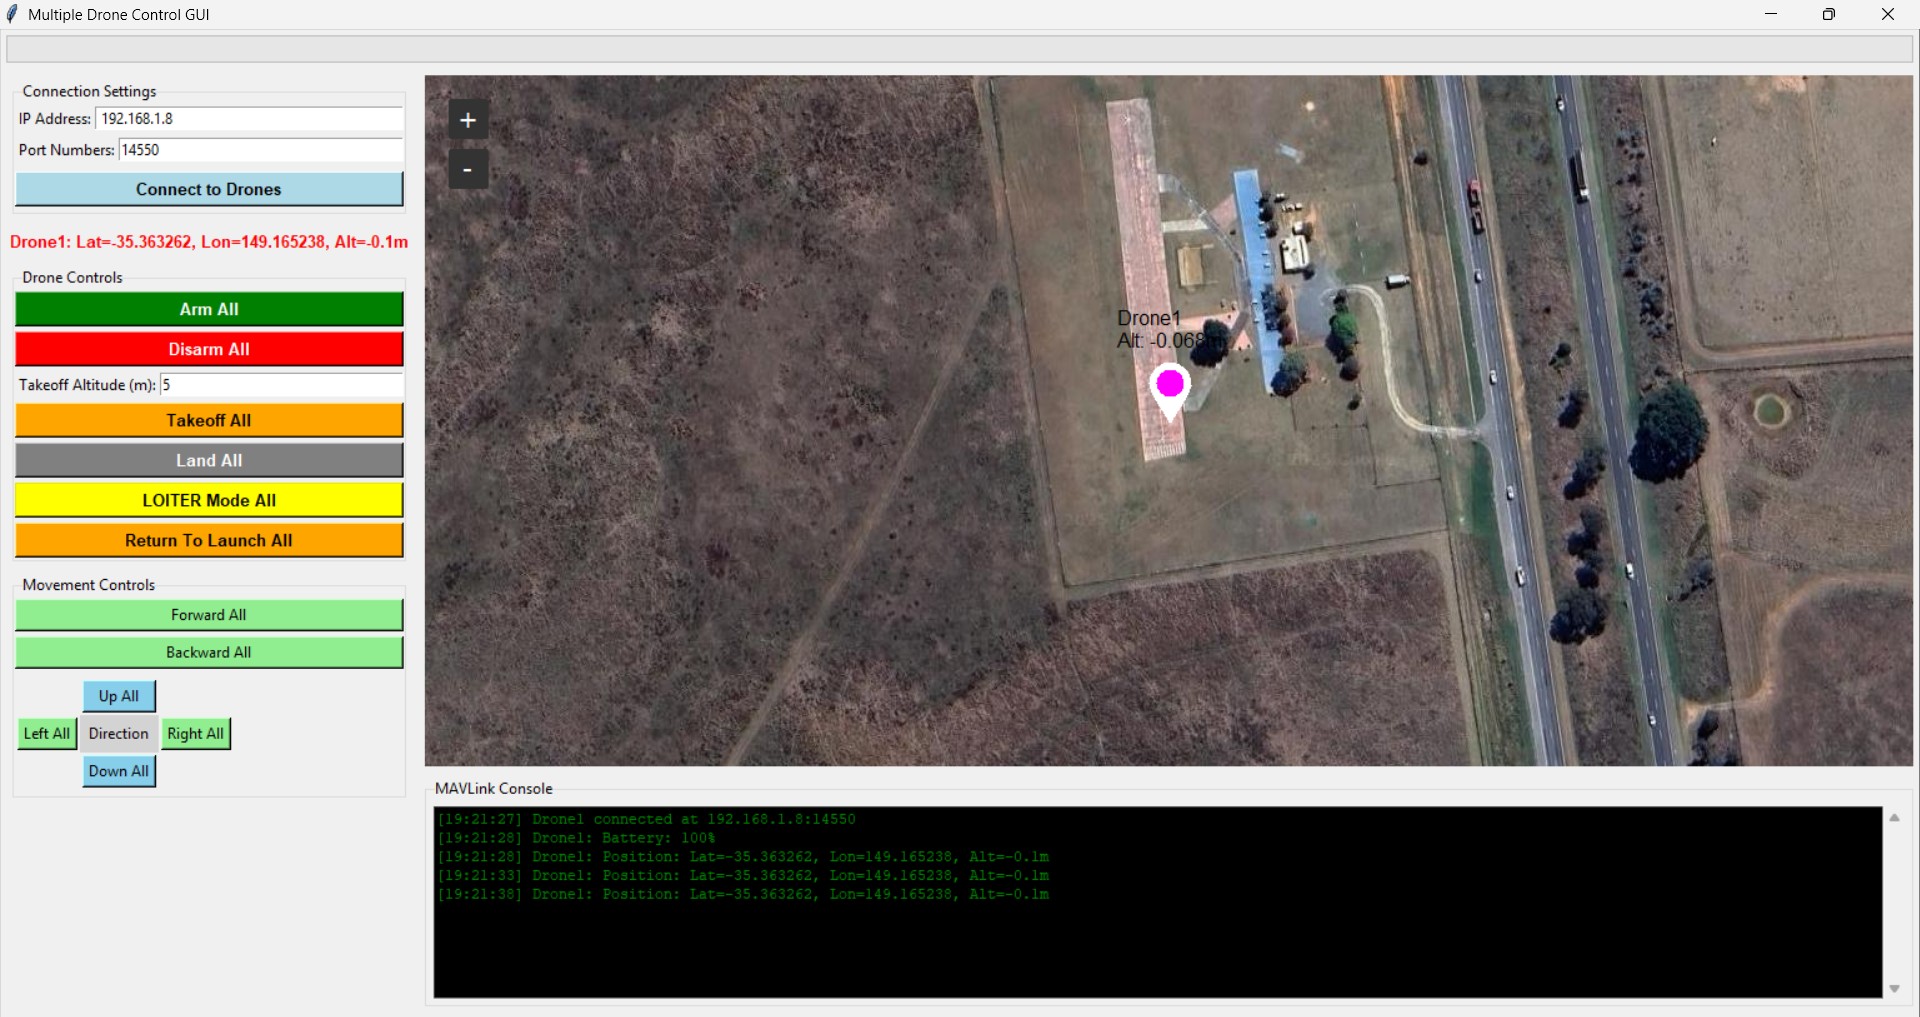 Multiple Drone Control GUI
Connection Settings
IP Address: 192.168.1.8
Port Numbers: 14550
Connect to Drones
Drone1: Lat=-35.363262, Lon=149.165238, Alt=-0.1m
Drone Controls
Arm All
Disarm All
Takeoff Altitude (m): 5
Takeoff All
Land All
LOITER Mode All
Return To Launch All
Movement Controls
Forward All
Backward All
Up All
Left All Direction Right All
Down All
+
-
Drone1
Alt: -0.068
MAVLink Console
[19:21:27] Drone1 connected at 192.168.1.8:14550
[19:21:28] Drone1: Battery: 100%
[19:21:28] Drone1: Position: Lat=-35.363262, Lon=149.165238, Alt=-0.1m
[19:21:33] Drone1: Position: Lat=-35.363262, Lon=149.165238, Alt=-0.1m
[19:21:38] Drone1: Position: Lat=-35.363262, Lon=149.165238, Alt=-0.1m